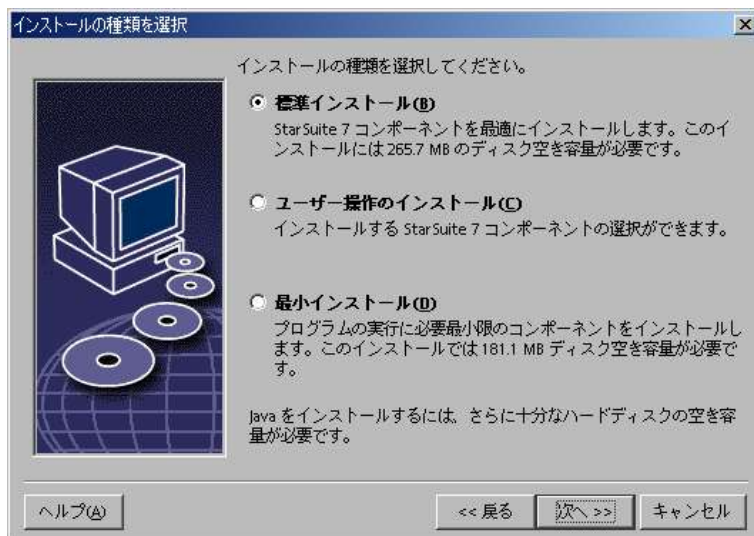 インストールの種類を選択
インストールの種類を選択してください。
標準インストール(B)
StarSuite 7 コンポーネントを最適にインストールします。このイ
ンストールには 265.7 MB のディスク空き容量が必要です。
ユーザー操作のインストール(C)
インストールする StarSuite 7 コンポーネントの選択ができます。
最小インストール(D)
プログラムの実行に必要最小限のコンポーネントをインストールし
ます。このインストールでは 181.1 MB ディスク空き容量が必要で
す。
Java をインストールするには、さらに十分なハードディスクの空き容
量が必要です。
ヘルプ(A)
<< 戻る
次へ >>
キャンセル